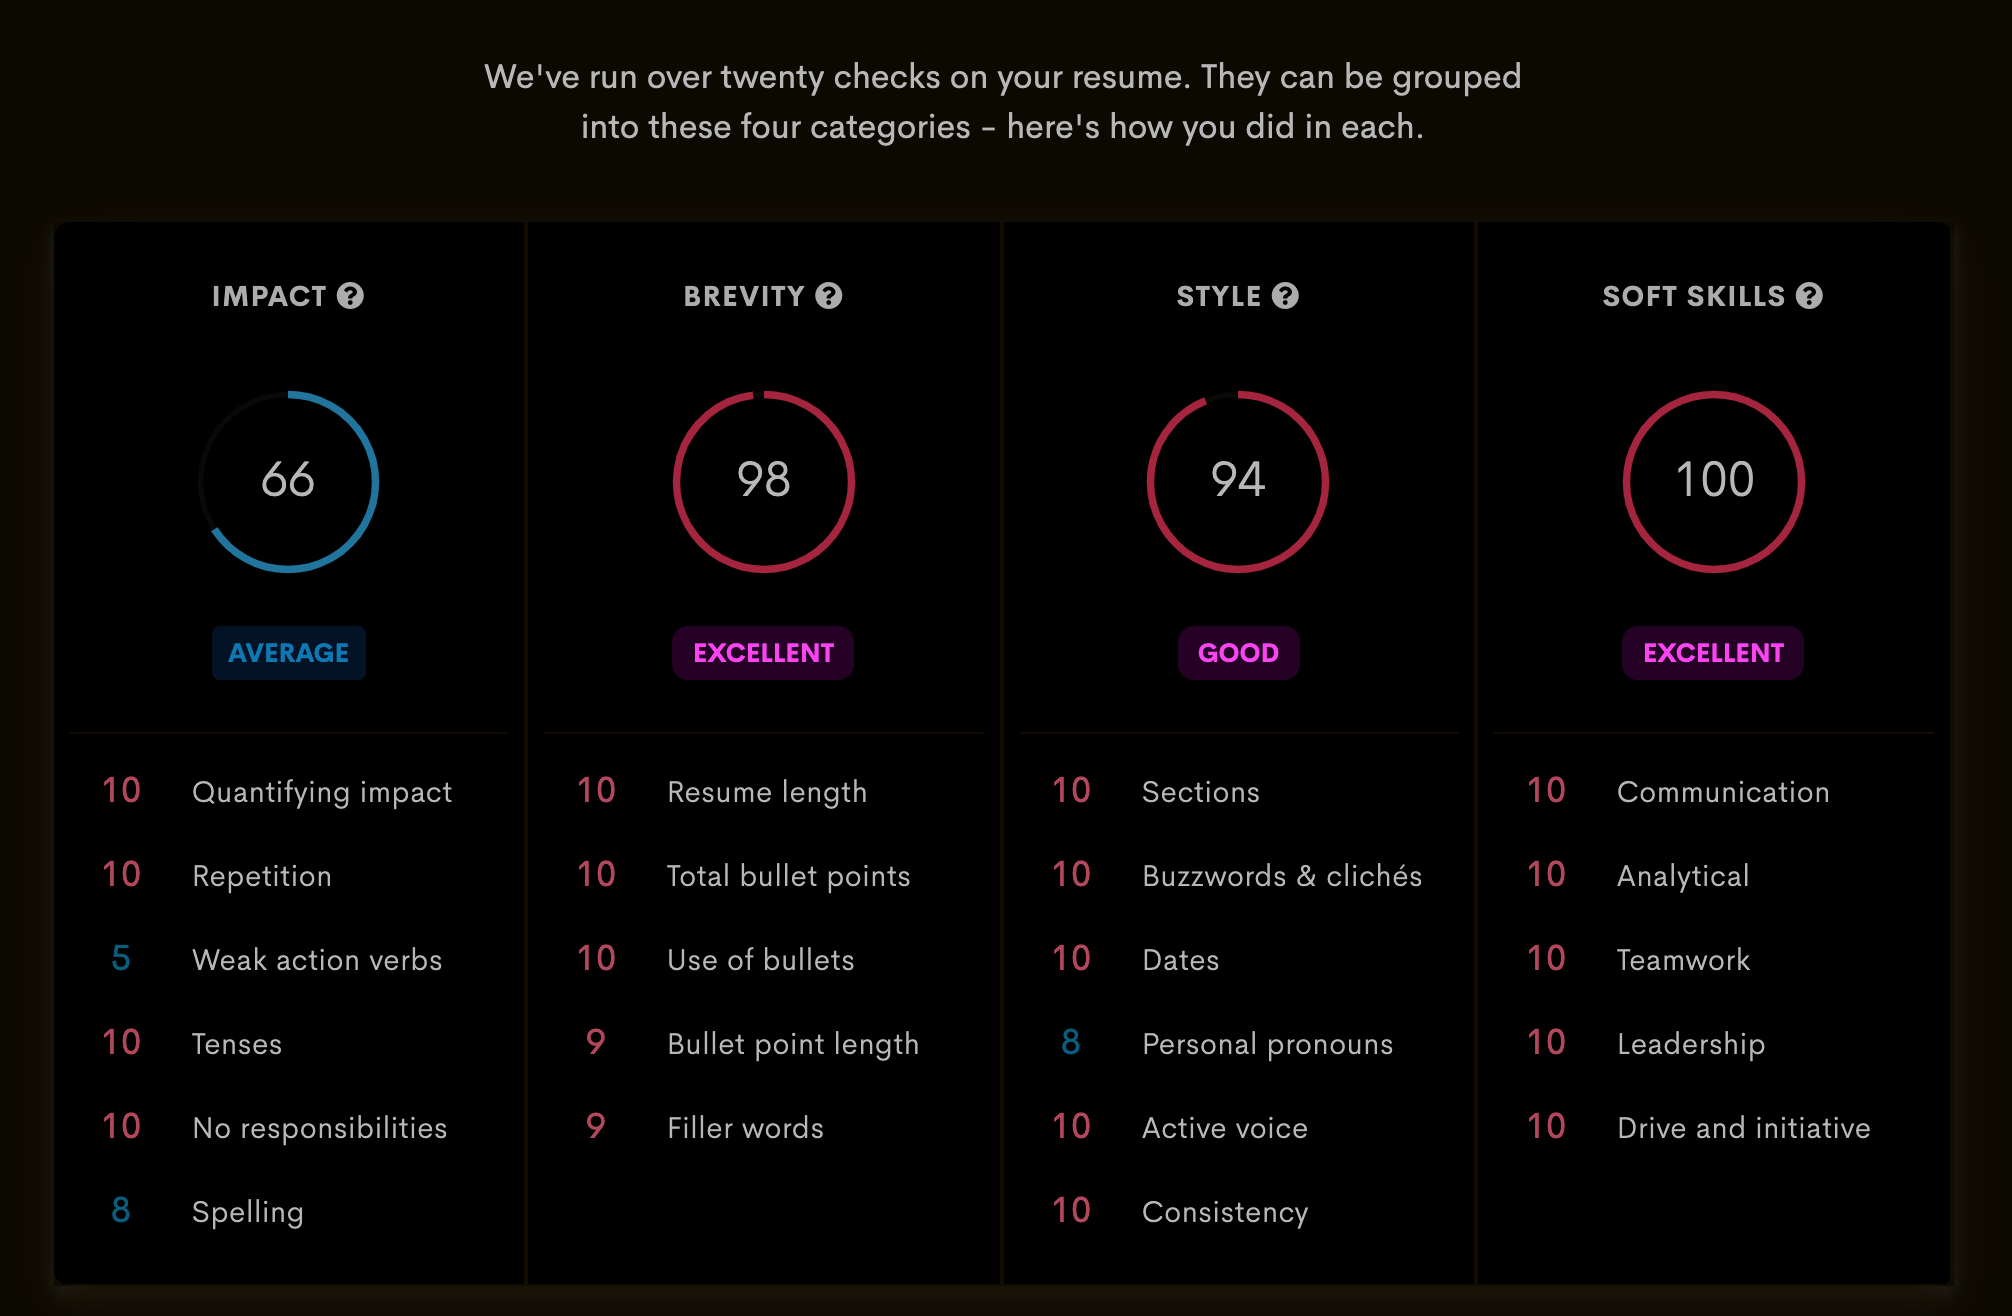 We've run over twenty checks on your resume. They can be grouped
into these four categories - here's how you did in each.
IMPACT ?
66
AVERAGE
10 Quantifying impact
10 Repetition
5 Weak action verbs
10 Tenses
10 No responsibilities
8 Spelling
BREVITY ?
98
EXCELLENT
10 Resume length
10 Total bullet points
10 Use of bullets
9 Bullet point length
9 Filler words
STYLE ?
94
GOOD
10 Sections
10 Buzzwords & clichés
10 Dates
8 Personal pronouns
10 Active voice
10 Consistency
SOFT SKILLS ?
100
EXCELLENT
10 Communication
10 Analytical
10 Teamwork
10 Leadership
10 Drive and initiative